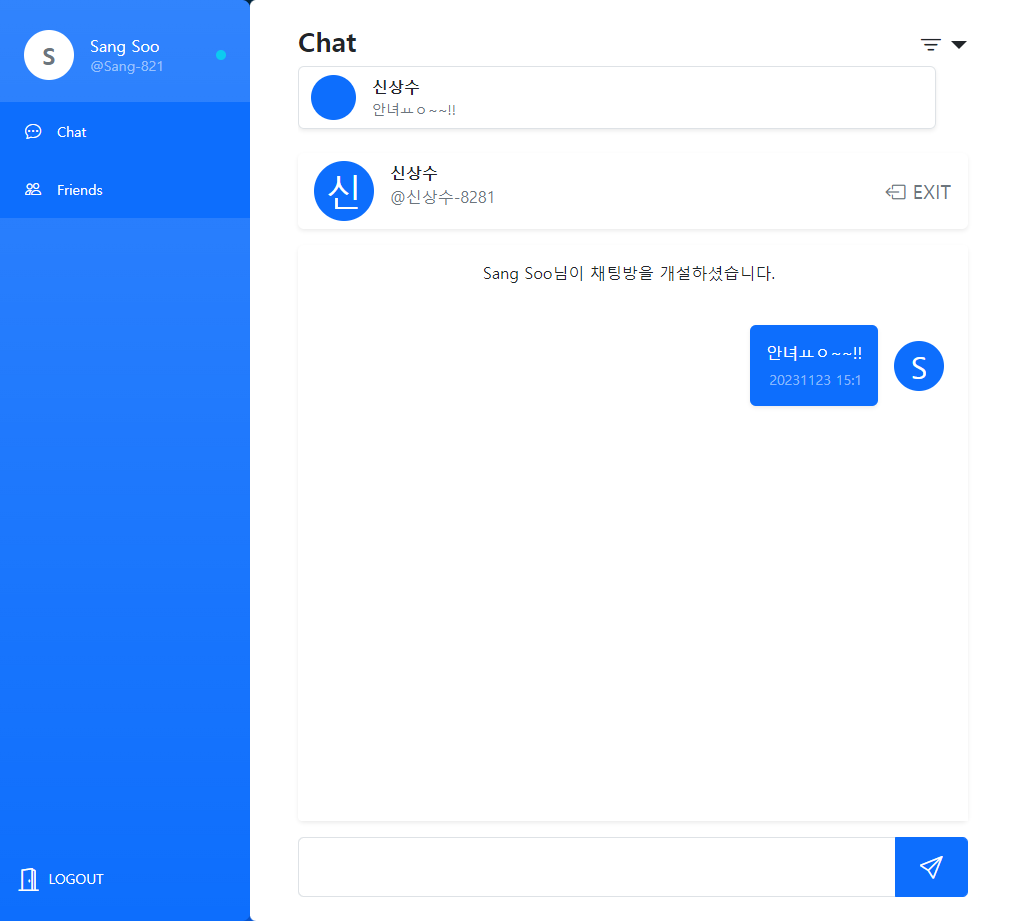 S
Sang Soo
@Sang-821
Chat
Friends
LOGOUT
Chat
신상수
안녀ㅛㅇ~~!!
신
신상수
@신상수-8281
EXIT
Sang Soo님이 채팅방을 개설하셨습니다.
안녀ㅛㅇ~~!!
20231123 15:1
S